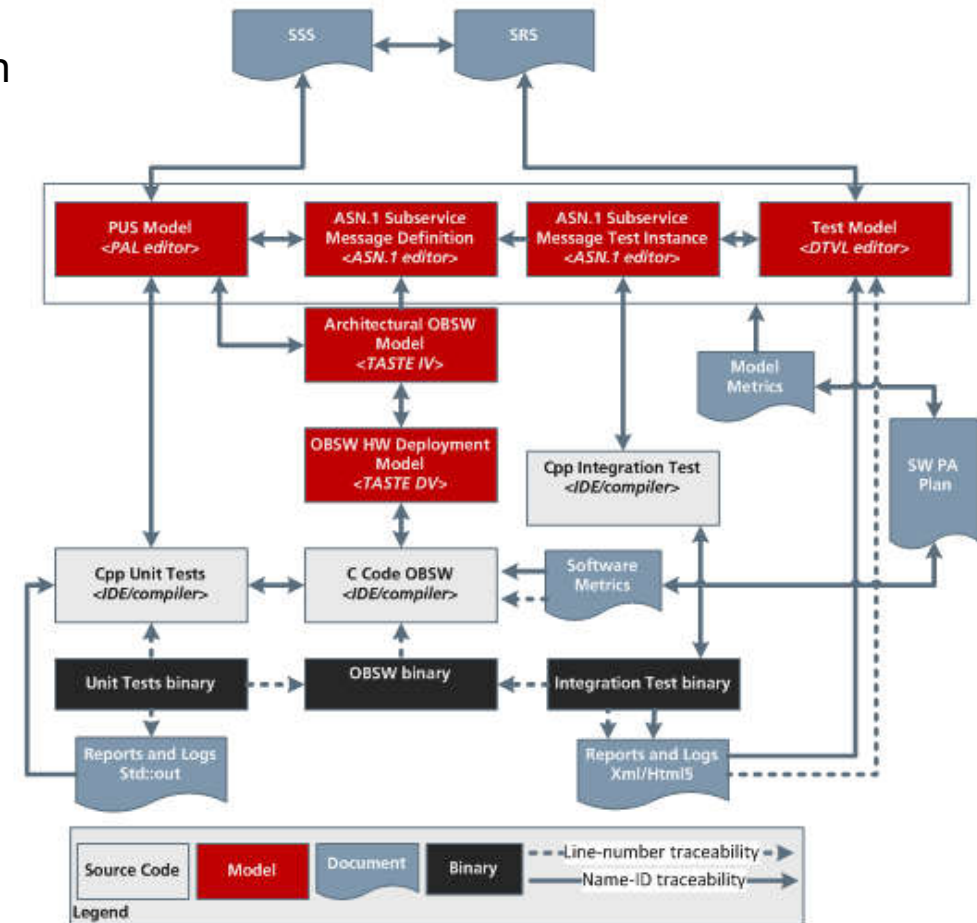 n
SSS
SRS
PUS Model
<PAL editor>
ASN.1 Subservice
Message Definition
<ASN.1 editor>
ASN.1 Subservice
Message Test Instance
<ASN.1 editor>
Test Model
<DTVL editor>
Architectural OBSW
Model
<TASTE IV>
Model
Metrics
OBSW HW Deployment
Model
<TASTE DV>
Cpp Integration Test
<IDE/compiler>
SW PA
Plan
Cpp Unit Tests
<IDE/compiler>
C Code OBSW
<IDE/compiler>
Software
Metrics
Unit Tests binary
OBSW binary
Integration Test binary
Reports and Logs
Std::out
Reports and Logs
Xml/Html5
Source Code
Model
Document
Binary
Line-number traceability
Name-ID traceability
Legend